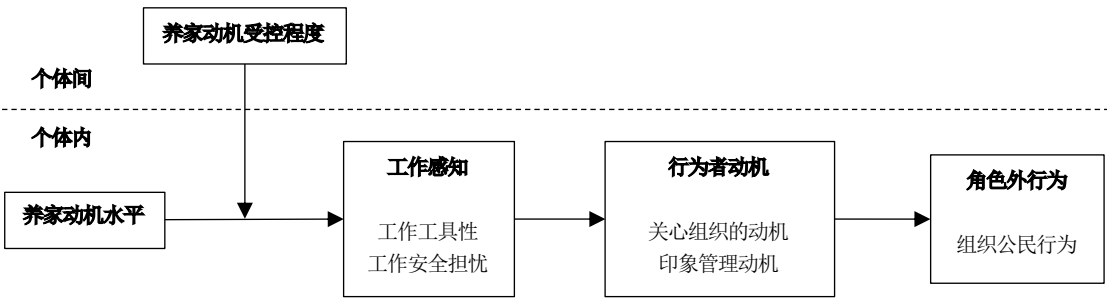 养家动机受控程度
个体间
个体内
养家动机水平
工作感知
工作工具性
工作安全担忧
行为者动机
关心组织的动机
印象管理动机
角色外行为
组织公民行为